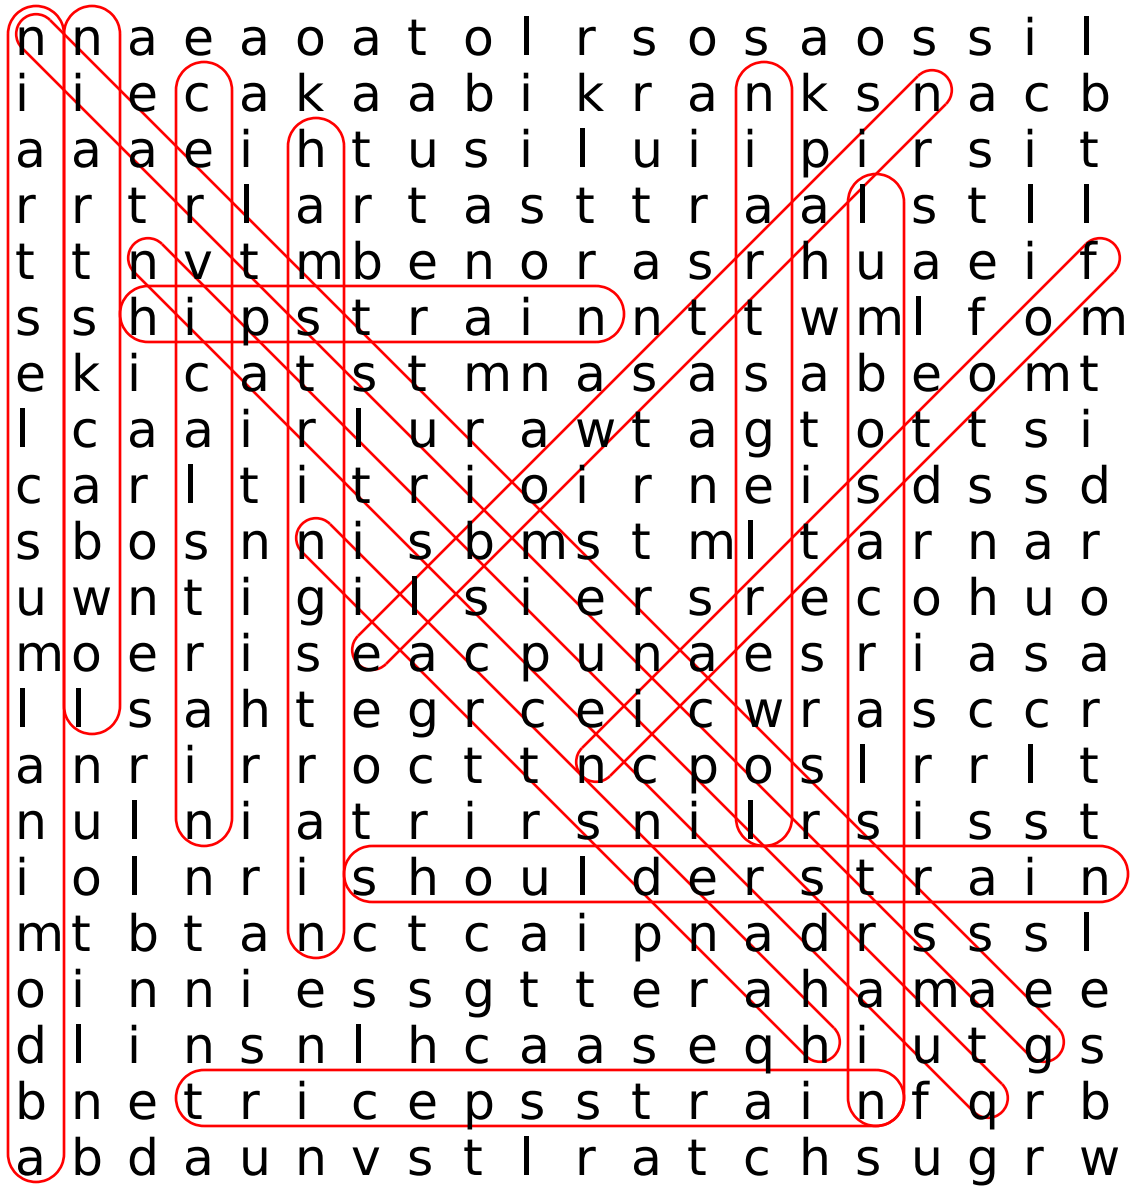 n n a e a o a t o l r s o s a o s s i l
i i e c a k a a b i k r a n k s n a c b
a a a e i h t u s i l u i i p i r s i t
r r t r l a r t a s t t r a a l s t l l
t t n v t m b e n o r a s r h u a e i f
s s h i p s t r a i n n t t w m l f o m
e k i c a t s t m n a s a s a b e o m t
l c a a i r l u r a w t a g t o t t s i
c a r l t i t r i o i r n e i s d s s d
s b o s n n i s b m s t m l t a r n a r
u w n t i g i l s i e r s r e c o h u o
m o e r i s e a c p u n a e s r i a s a
l l s a h t e g r c e i c w r a s c c r
a n r i r r o c t t n c p o s l r r l t
n u l n i a t r i r s n i l r s i s s t
i o l n r i s h o u l d e r s t r a i n
m t b t a n c t c a i p n a d r s s s l
o i n n i e s s g t t e r a h a m a e e
d l i n s n l h c a a s e q h i u t g s
b n e t r i c e p s s t r a i n f q r b
a b d a u n v s t l r a t c h s u g r w